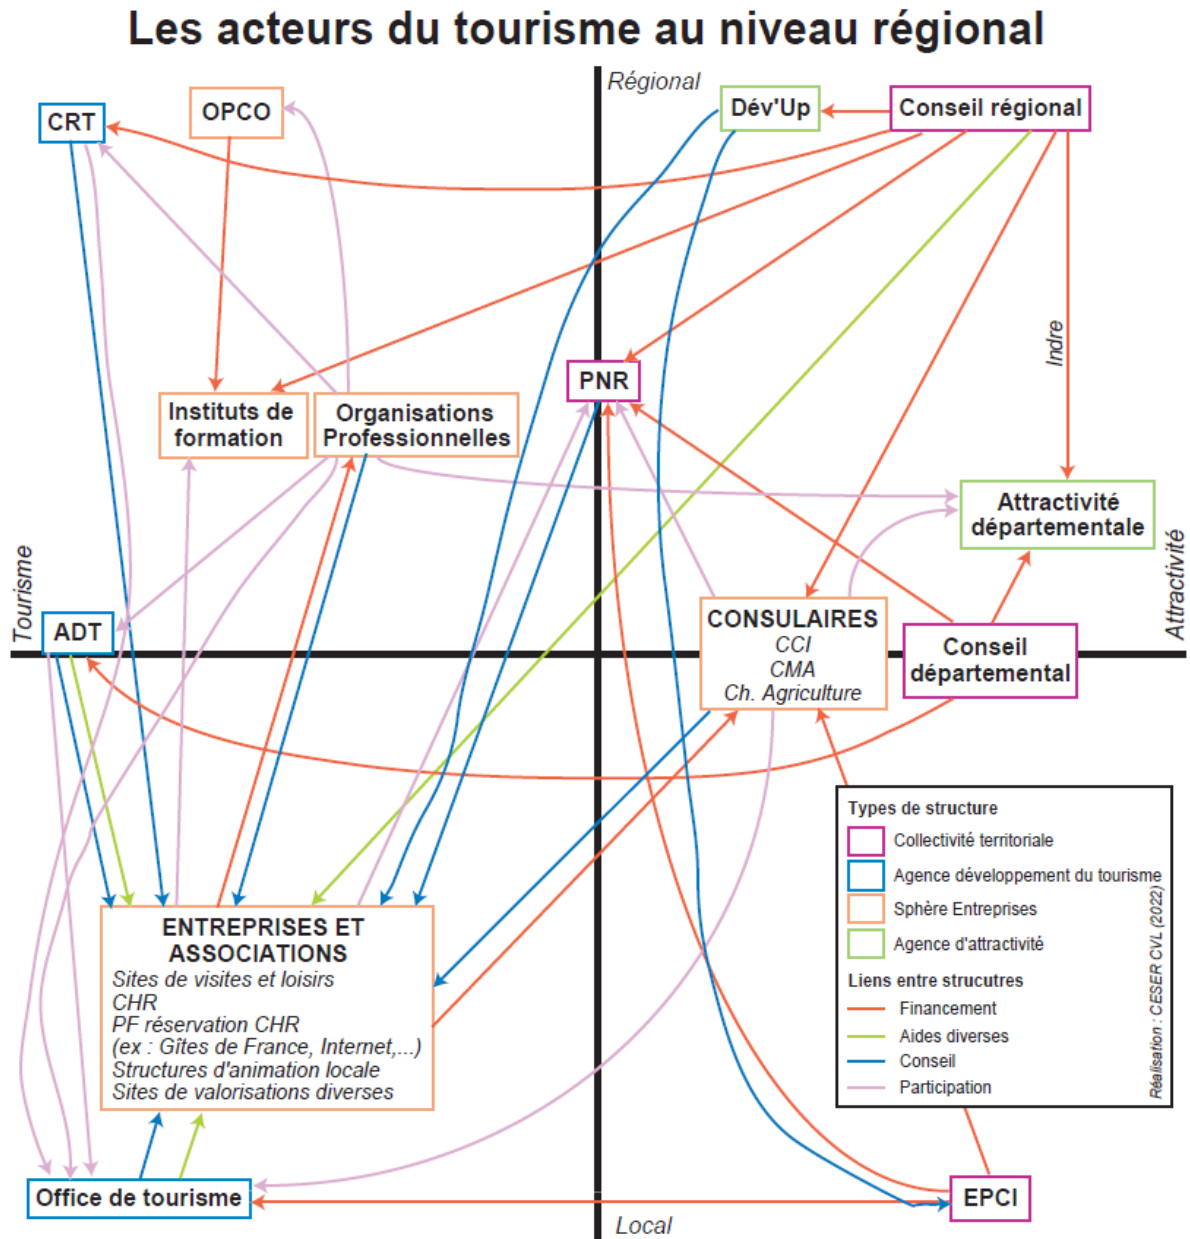 Les acteurs du tourisme au niveau régional
Régional
CRT
OPCO
Dév'Up
Conseil régional
Indre
PNR
Instituts de
formation
Organisations
Professionnelles
Attractivité
départementale
Tourisme
Attractivité
ADT
CONSULAIRES
CCI
CMA
Ch. Agriculture
Conseil
départemental
ENTREPRISES ET
ASSOCIATIONS
Sites de visites et loisirs
CHR
PF réservation CHR
(ex : Gîtes de France, Internet,...)
Structures d'animation locale
Sites de valorisations diverses
Types de structure
Collectivité territoriale
Agence développement du tourisme
Sphère Entreprises
Agence d'attractivité
Liens entre strucutres
Financement
Aides diverses
Conseil
Participation
Réalisation : CESER CVL (2022)
Office de tourisme
EPCI
Local